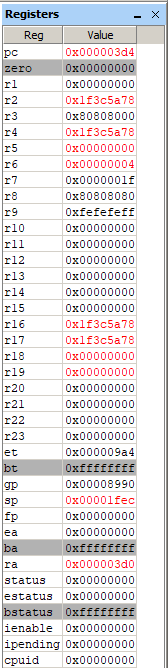 Registers
Reg Value
pc 0x000003d4
zero 0x00000000
r1 0x00000000
r2 0x1f3c5a78
r3 0x80808000
r4 0x1f3c5a78
r5 0x00000000
r6 0x00000004
r7 0x0000001f
r8 0x80808080
r9 0xfefefeff
r10 0x00000000
r11 0x00000000
r12 0x00000000
r13 0x00000000
r14 0x00000000
r15 0x00000000
r16 0x1f3c5a78
r17 0x1f3c5a78
r18 0x00000000
r19 0x00000000
r20 0x00000000
r21 0x00000000
r22 0x00000000
r23 0x00000000
et 0x000009a4
bt 0xffffffff
gp 0x00008990
sp 0x00001fec
fp 0x00000000
ea 0x00000000
ba 0xffffffff
ra 0x000003d0
status 0x00000000
estatus 0x00000000
bstatus 0xffffffff
ienable 0x00000000
ipending 0x00000000
cpuid 0x00000000